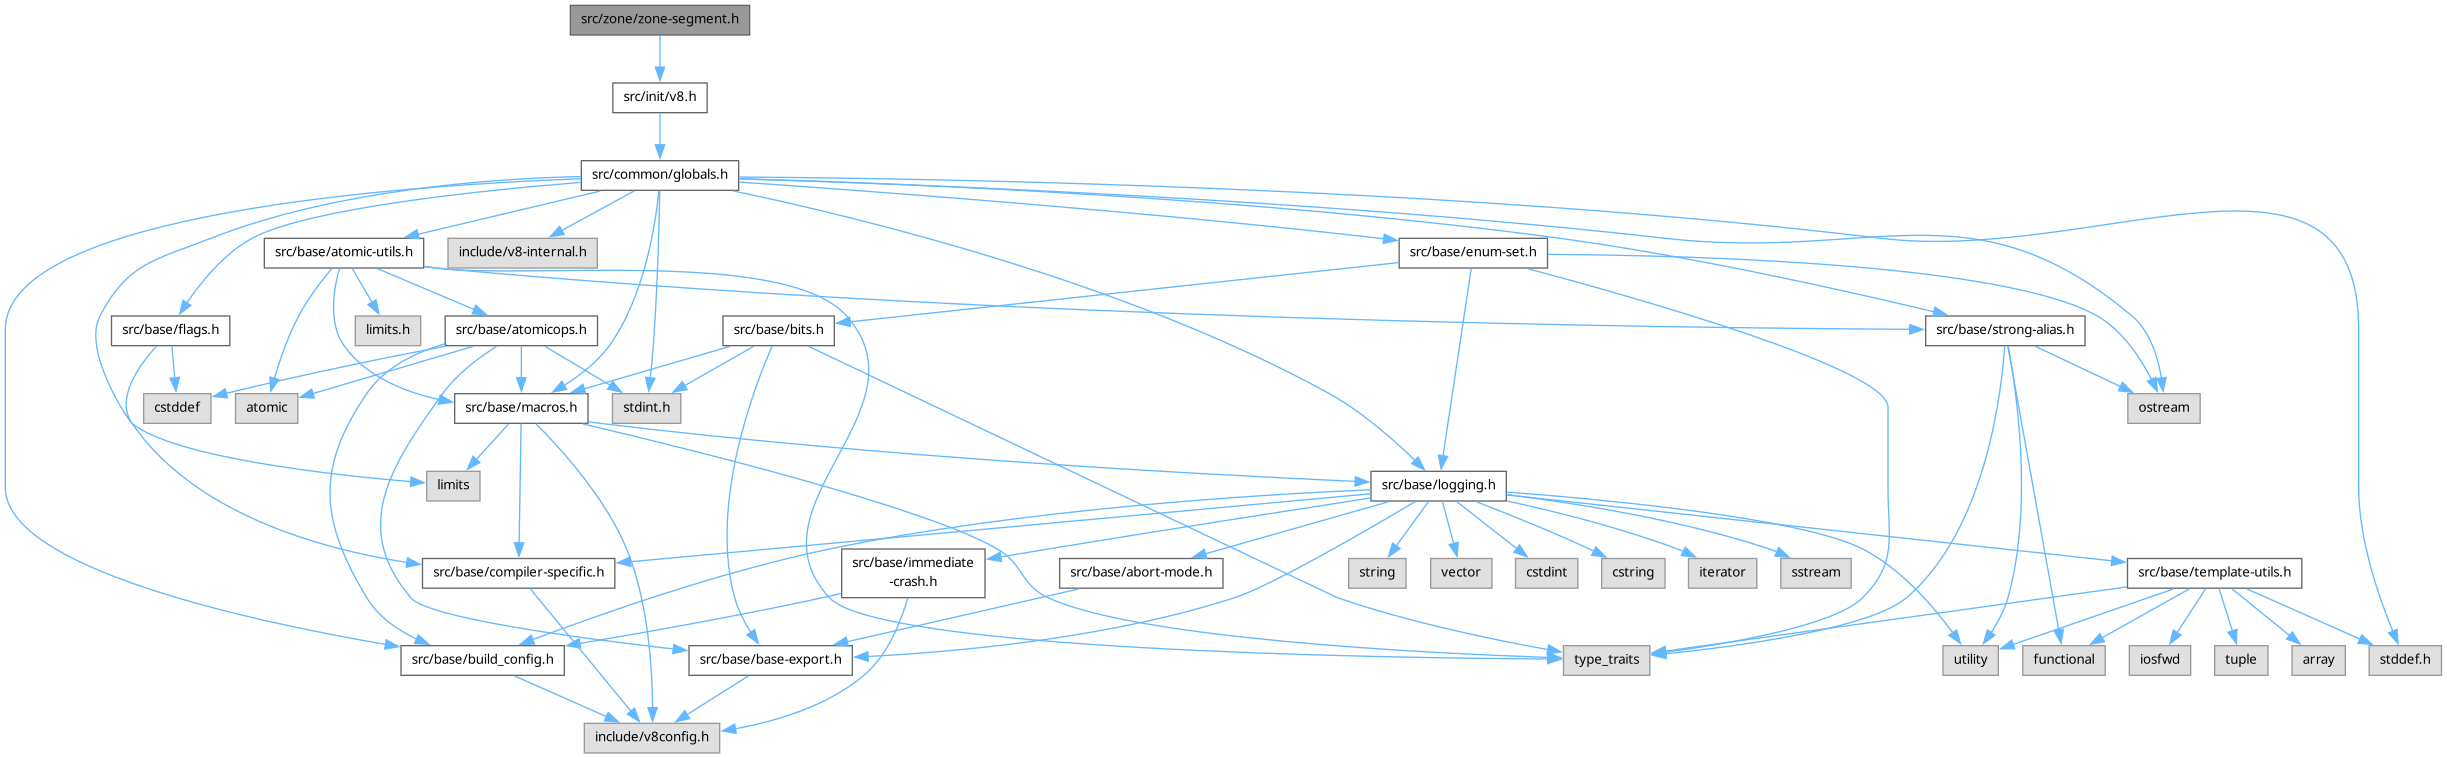 src/zone/zone-segment.h
src/init/v8.h
src/common/globals.h
src/base/atomic-utils.h
include/v8-internal.h
src/base/enum-set.h
src/base/flags.h
limits.h
src/base/atomicops.h
src/base/bits.h
src/base/strong-alias.h
cstddef
atomic
src/base/macros.h
stdint.h
ostream
limits
src/base/logging.h
src/base/compiler-specific.h
src/base/immediate
-crash.h
src/base/abort-mode.h
string
vector
cstdint
cstring
iterator
sstream
src/base/template-utils.h
src/base/build_config.h
src/base/base-export.h
type_traits
utility
functional
iosfwd
tuple
array
stddef.h
include/v8config.h